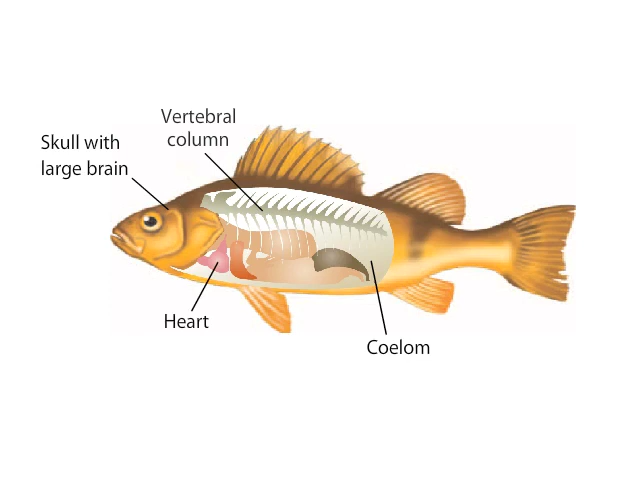 Vertebral
column
Skull with
large brain
Heart
Coelom